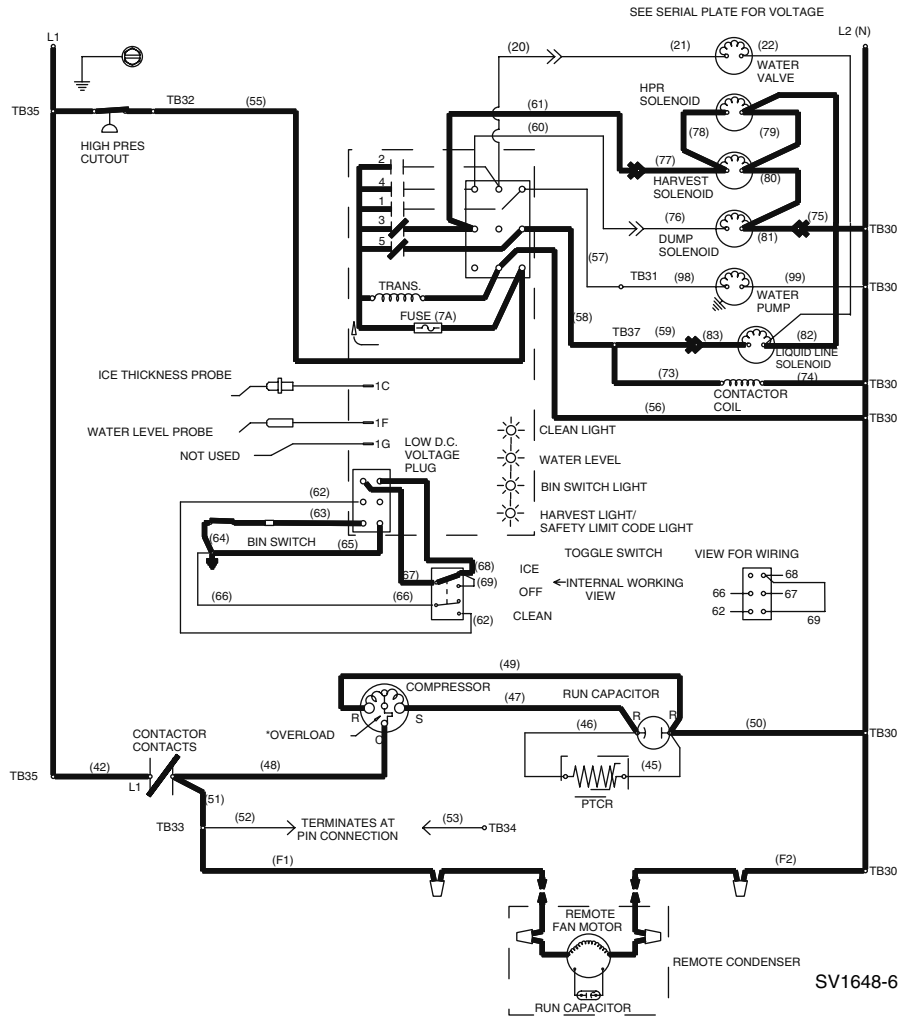 SEE SERIAL PLATE FOR VOLTAGE
L1
L2 (N)
(20)
(21)
(22)
WATER
VALVE
TB35
TB32
(55)
HIGH PRES
CUTOUT
(61)
(60)
HPR
SOLENOID
(78)
(79)
2
4
1
3
5
(77)
HARVEST
SOLENOID
(80)
(76)
DUMP
SOLENOID
(81)
(75)
TB30
(57)
TB31
(98)
(99)
TB30
WATER
PUMP
TRANS.
FUSE (7A)
(58)
TB37
(59)
(83)
(82)
LIQUID LINE
SOLENOID
(73)
(74)
TB30
CONTACTOR
COIL
(56)
TB30
ICE THICKNESS PROBE
1C
WATER LEVEL PROBE
1F
NOT USED
1G
LOW D.C.
VOLTAGE
PLUG
CLEAN LIGHT
WATER LEVEL
BIN SWITCH LIGHT
HARVEST LIGHT/
SAFETY LIMIT CODE LIGHT
(62)
(63)
(64)
BIN SWITCH
(65)
(66)
(66)
(67)
(68)
(69)
(62)
TOGGLE SWITCH
ICE
OFF
CLEAN
INTERNAL WORKING
VIEW
VIEW FOR WIRING
68
66
67
62
69
(49)
COMPRESSOR
(47)
RUN CAPACITOR
R
S
C
*OVERLOAD
R
R
(46)
(45)
(50)
TB30
PTCR
CONTACTOR
CONTACTS
TB35
(42)
L1
(48)
(51)
TB33
(52)
TERMINATES AT
PIN CONNECTION
(53)
TB34
(F1)
(F2)
TB30
REMOTE
FAN MOTOR
REMOTE CONDENSER
RUN CAPACITOR
SV1648-6